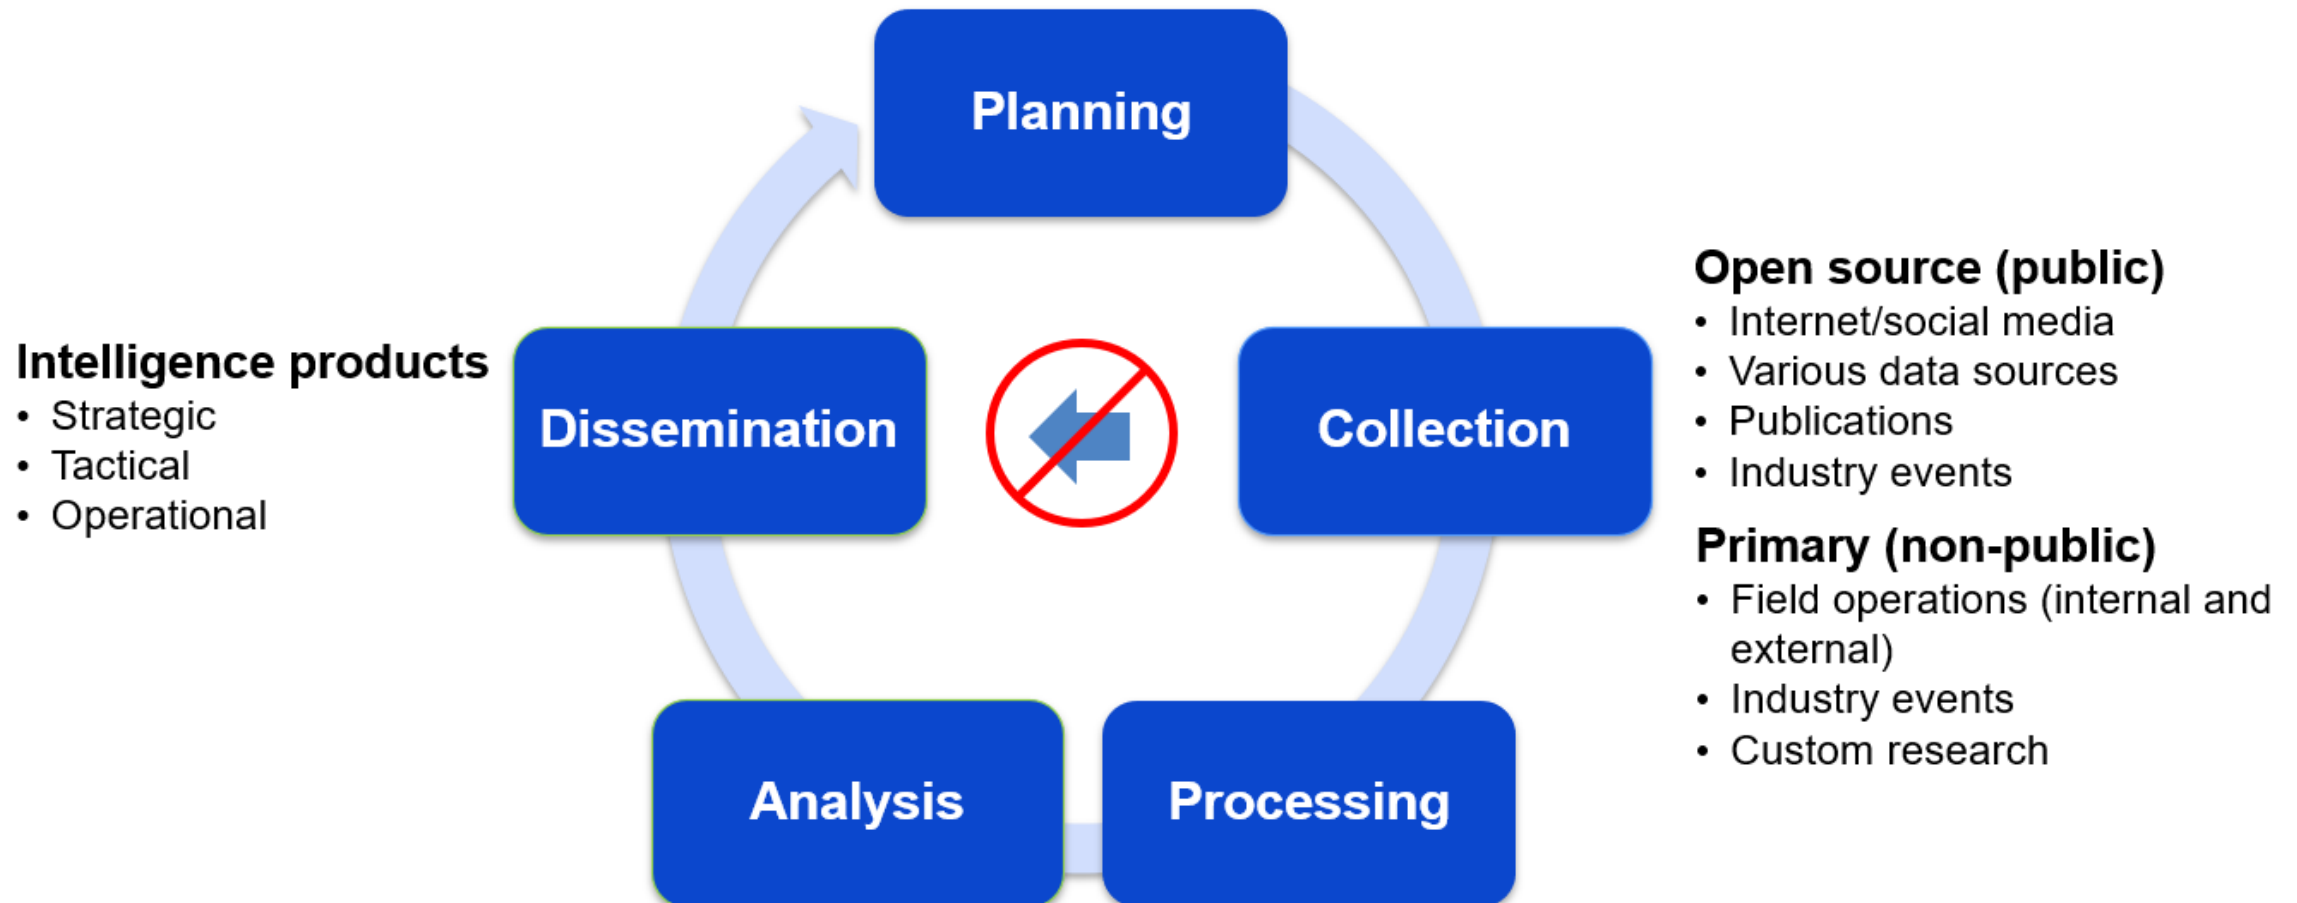 Planning
Open source (public)
• Internet/social media
• Various data sources
• Publications
• Industry events
Intelligence products
• Strategic
• Tactical
• Operational
Dissemination
Collection
Primary (non-public)
• Field operations (internal and
external)
• Industry events
• Custom research
Analysis
Processing